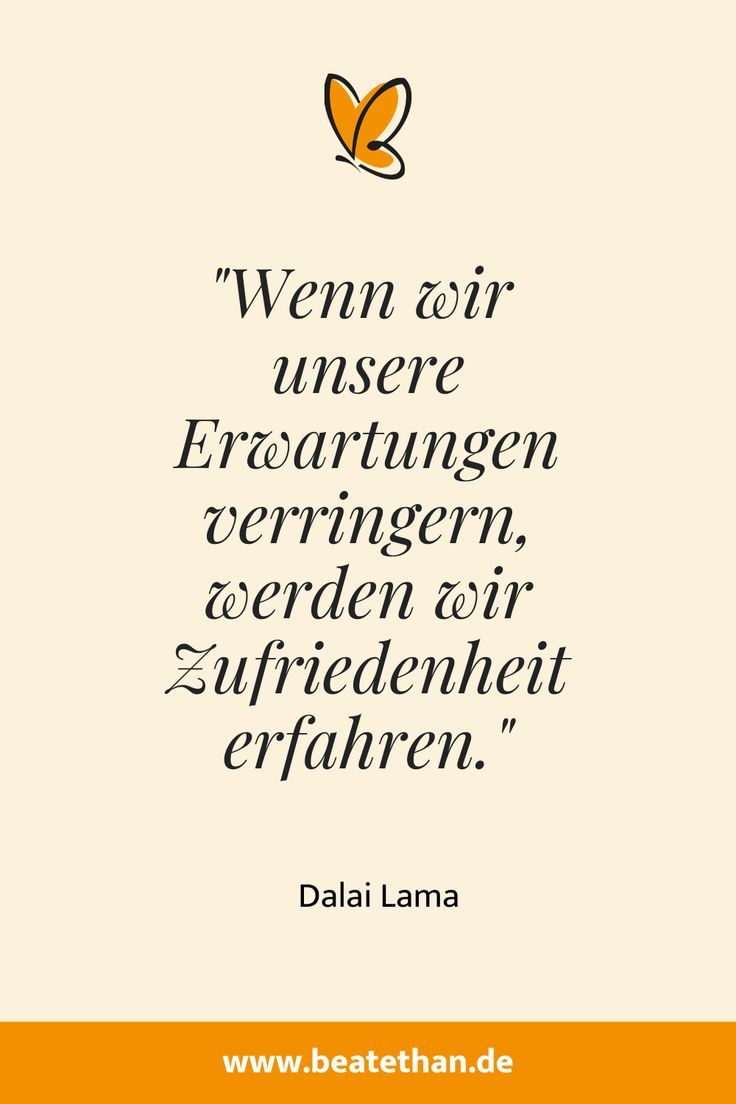 "Wenn wir
unsere
Erwartungen
verringern,
werden wir
Zufriedenheit
erfahren."
Dalai Lama
www.beatethan.de